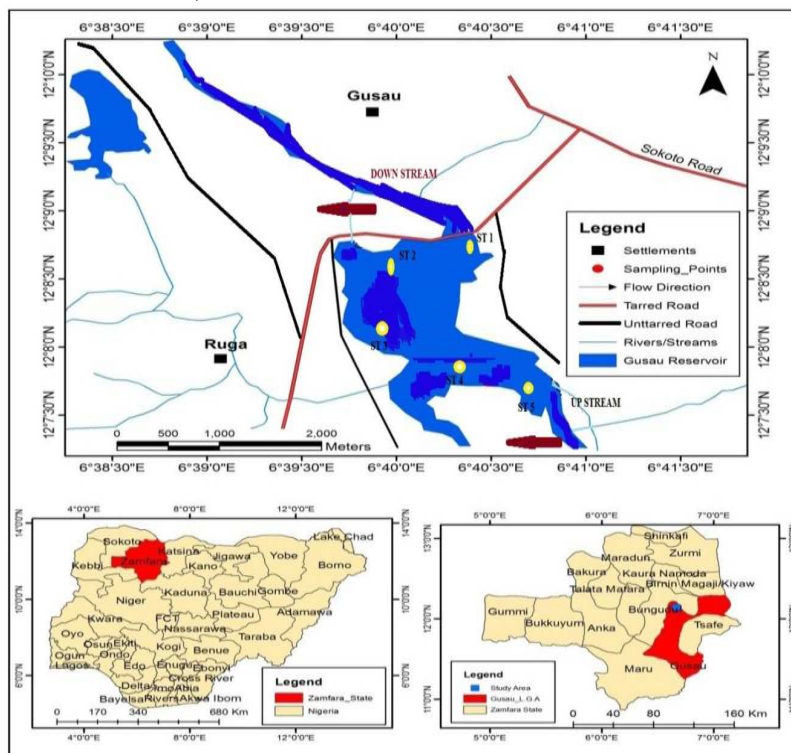 6°38'30"E 6°39'0"E 6°39'30"E 6°40'0"E 6°40'30"E 6°41'0"E 6°41'30"E
12°10'0"N
12°9'30"N
12°9'0"N
12°8'30"N
12°8'0"N
12°7'30"N
N
Gusau
Sokoto Road
DOWN STREAM
ST 1
ST 2
ST 3
ST 4
ST 5
UP STREAM
Ruga
Legend
Settlements
Sampling_Points
Flow Direction
Tarred Road
Unttarred Road
Rivers/Streams
Gusau Reservoir
0 500 1,000 2,000
Meters
12°10'0"N
12°9'30"N
12°9'0"N
12°8'30"N
12°8'0"N
12°7'30"N
6°38'30"E 6°39'0"E 6°39'30"E 6°40'0"E 6°40'30"E 6°41'0"E 6°41'30"E
4°0'0"E 8°0'0"E 12°0'0"E
14°0'0"N
10°0'0"N
6°0'0"N
Sokoto
Lake Chad
Katsina
Jigawa
Yobe
Zamfara
Kebbi
Kano
Borno
Kaduna
Bauchi
Gombe
Niger
Adamawa
Kwara
FCT
Plateau
Nassarawa
Oyo
Taraba
Kogi
Benue
Osun
Ekiti
Ondo
Ogun
Lagos
Edo
Enugu
Ebonyi
Cross River
Delta
Imo
Abia
Bayelsa
Rivers
Akwa Ibom
Legend
Zamfara_State
Nigeria
0 170 340 680 Km
4°0'0"E 8°0'0"E 12°0'0"E
5°0'0"E 6°0'0"E 7°0'0"E
Shinkafi
Zurmi
Maradun
Bakura
Kaura Namoda
Birnin Magaji/Kiyaw
Talata Mafara
Gummi
Bungudu
Bukkuyum
Anka
Tsafe
Maru
Gusau
Legend
Study Area
Gusau_L.G.A
Zamfara State
0 40 80 160 Km
5°0'0"E 6°0'0"E 7°0'0"E